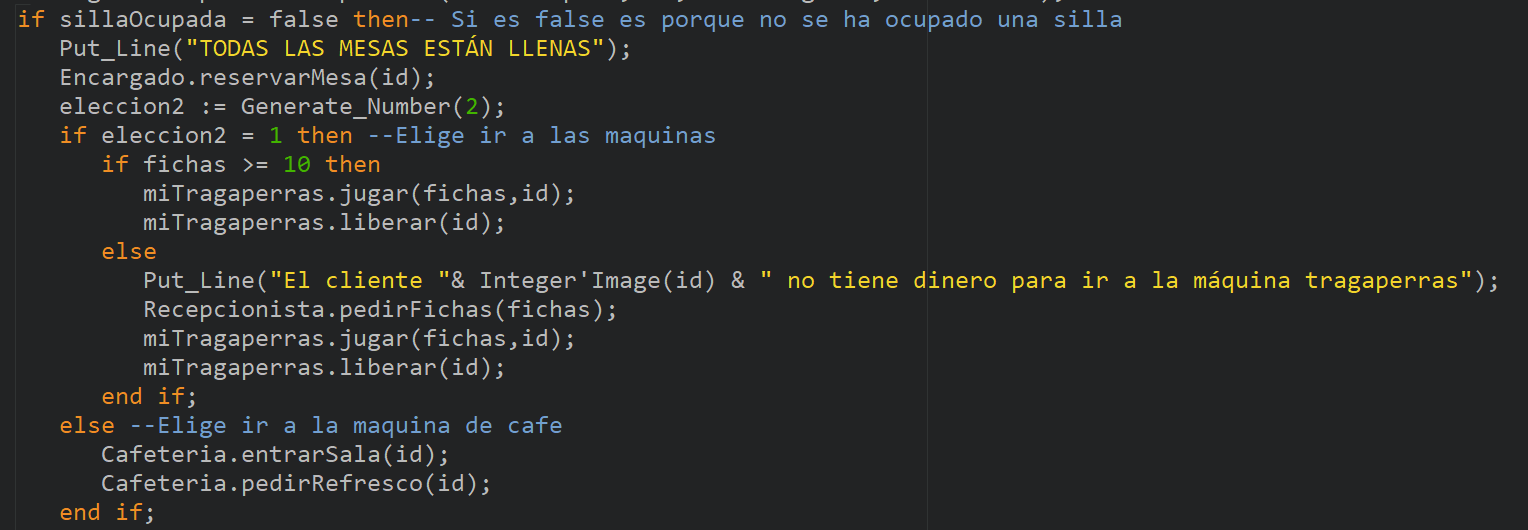 if sillaOcupada = false then-- Si es false es porque no se ha ocupado una silla
Put_Line("TODAS LAS MESAS ESTÁN LLENAS");
Encargado.reservarMesa(id);
eleccion2 := Generate_Number(2);
if eleccion2 = 1 then --Elige ir a las maquinas
if fichas >= 10 then
miTragaperras.jugar(fichas,id);
miTragaperras.liberar(id);
else
Put_Line("El cliente "& Integer'Image(id) & " no tiene dinero para ir a la máquina tragaperras");
Recepcionista.pedirFichas(fichas);
miTragaperras.jugar(fichas,id);
miTragaperras.liberar(id);
end if;
else --Elige ir a la maquina de cafe
Cafeteria.entrarSala(id);
Cafeteria.pedirRefresco(id);
end if;